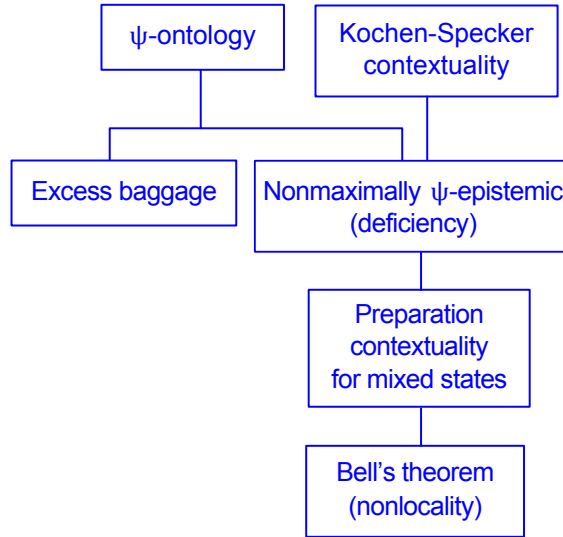 ψ-ontology
Kochen-Specker
contextuality
Excess baggage
Nonmaximally ψ-epistemic
(deficiency)
Preparation
contextuality
for mixed states
Bell's theorem
(nonlocality)